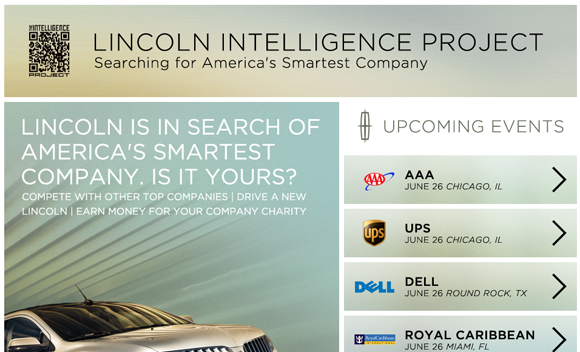 THE INTELLIGENCE
PROJECT
LINCOLN INTELLIGENCE PROJECT
Searching for America's Smartest Company
LINCOLN IS IN SEARCH OF
AMERICA'S SMARTEST
COMPANY. IS IT YOURS?
COMPETE WITH OTHER TOP COMPANIES | DRIVE A NEW
LINCOLN | EARN MONEY FOR YOUR COMPANY CHARITY
UPCOMING EVENTS
AAA
AAA
JUNE 26 CHICAGO, IL
ups
UPS
JUNE 26 CHICAGO, IL
DELL
DELL
JUNE 26 ROUND ROCK, TX
RoyalCaribbean
INTERNATIONAL
ROYAL CARIBBEAN
JUNE 26 MIAMI, FL